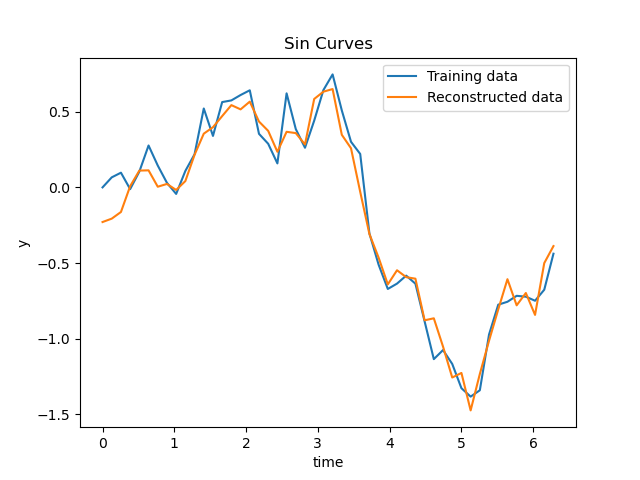 Sin Curves
Training data
Reconstructed data
0.5
0.0
−0.5
−1.0
−1.5
y
0 1 2 3 4 5 6
time